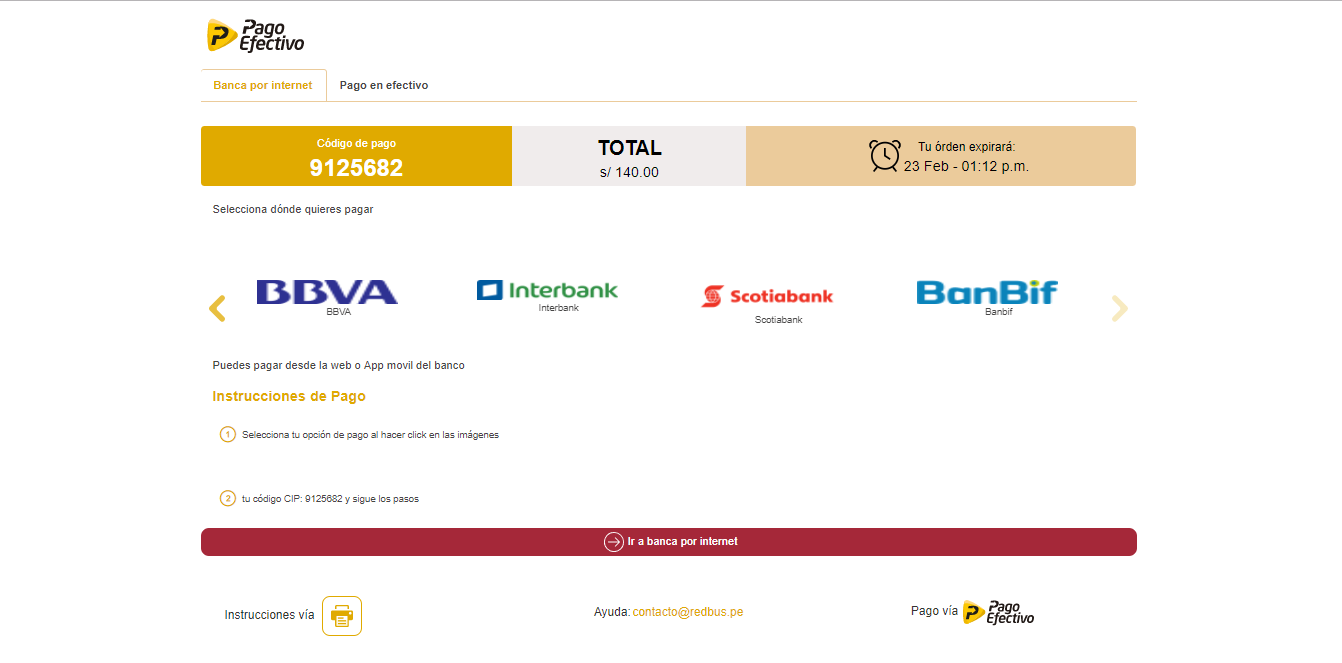 Pago
Efectivo
Banca por internet
Pago en efectivo
Código de pago
9125682
TOTAL
s/ 140.00
Tu órden expirará:
23 Feb - 01:12 p.m.
Selecciona dónde quieres pagar
BBVA
BBVA
Interbank
Interbank
Scotiabank
Scotiabank
BanBif
Banbif
Puedes pagar desde la web o App movil del banco
Instrucciones de Pago
1 Selecciona tu opción de pago al hacer click en las imágenes
2 tu código CIP: 9125682 y sigue los pasos
Ir a banca por internet
Instrucciones vía
Ayuda: contacto@redbus.pe
Pago vía Pago
Efectivo